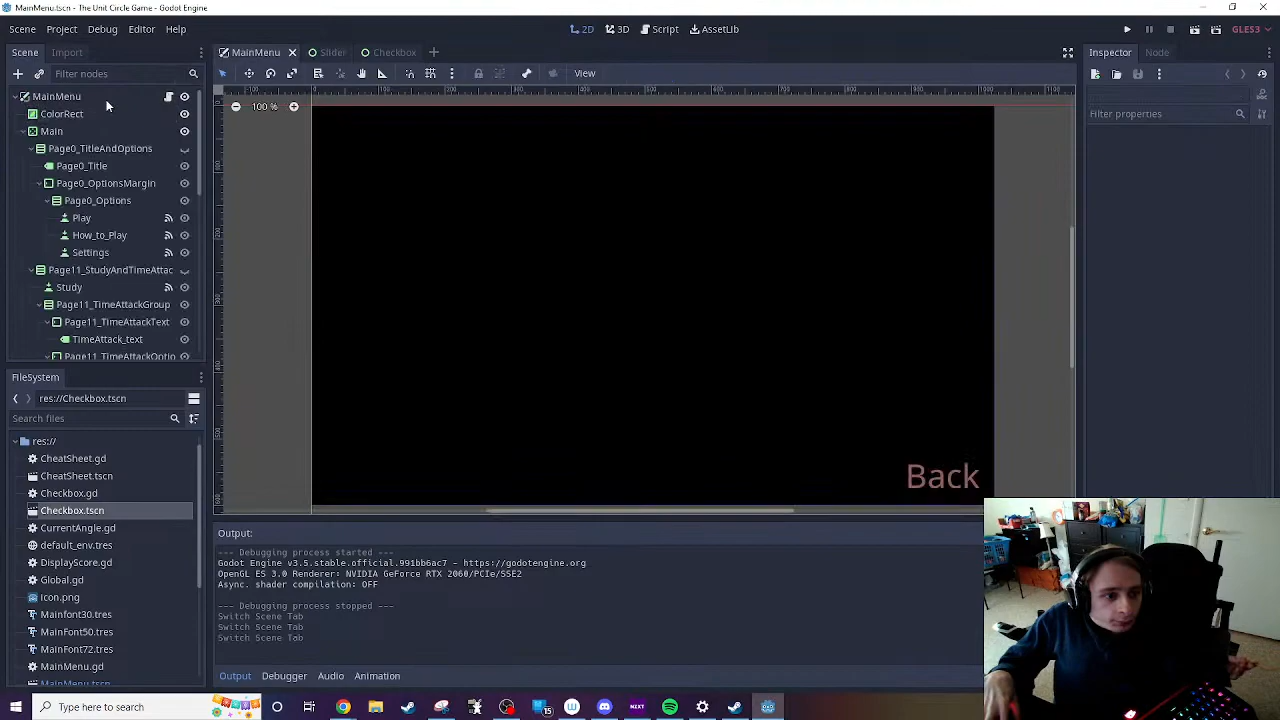 MainMenu.tscn - The Unit Circle Game - Godot Engine
Scene Project Debug Editor Help
2D 3D Script AssetLib
GLES3
Scene Import
MainMenu Slider Checkbox
Inspector Node
Filter nodes
View
MainMenu
100 %
Filter properties
ColorRect
Main
Page0_TitleAndOptions
Page0_Title
Page0_OptionsMargin
Page0_Options
Play
How_to_Play
Settings
Page11_StudyAndTimeAttac
Study
Page11_TimeAttackGroup
Page11_TimeAttackText
TimeAttack_text
Page11_TimeAttackOptio
Back
FileSystem
res://Checkbox.tscn
Search files
res://
CheatSheet.gd
CheatSheet.tscn
Checkbox.gd
Checkbox.tscn
CurrentAngle.gd
default_env.tres
DisplayScore.gd
Global.gd
icon.png
Mainfont30.tres
MainFont50.tres
MainFont72.tres
MainMenu.gd
MainMenu.tscn
Output:
--- Debugging process started ---
Godot Engine v3.5.stable.official.991bb6ac7 - https://godotengine.org
OpenGL ES 3.0 Renderer: NVIDIA GeForce RTX 2060/PCIe/SSE2
Async. shader compilation: OFF
--- Debugging process stopped ---
Switch Scene Tab
Switch Scene Tab
Switch Scene Tab
Output Debugger Audio Animation
Type here to search
15
NEXT